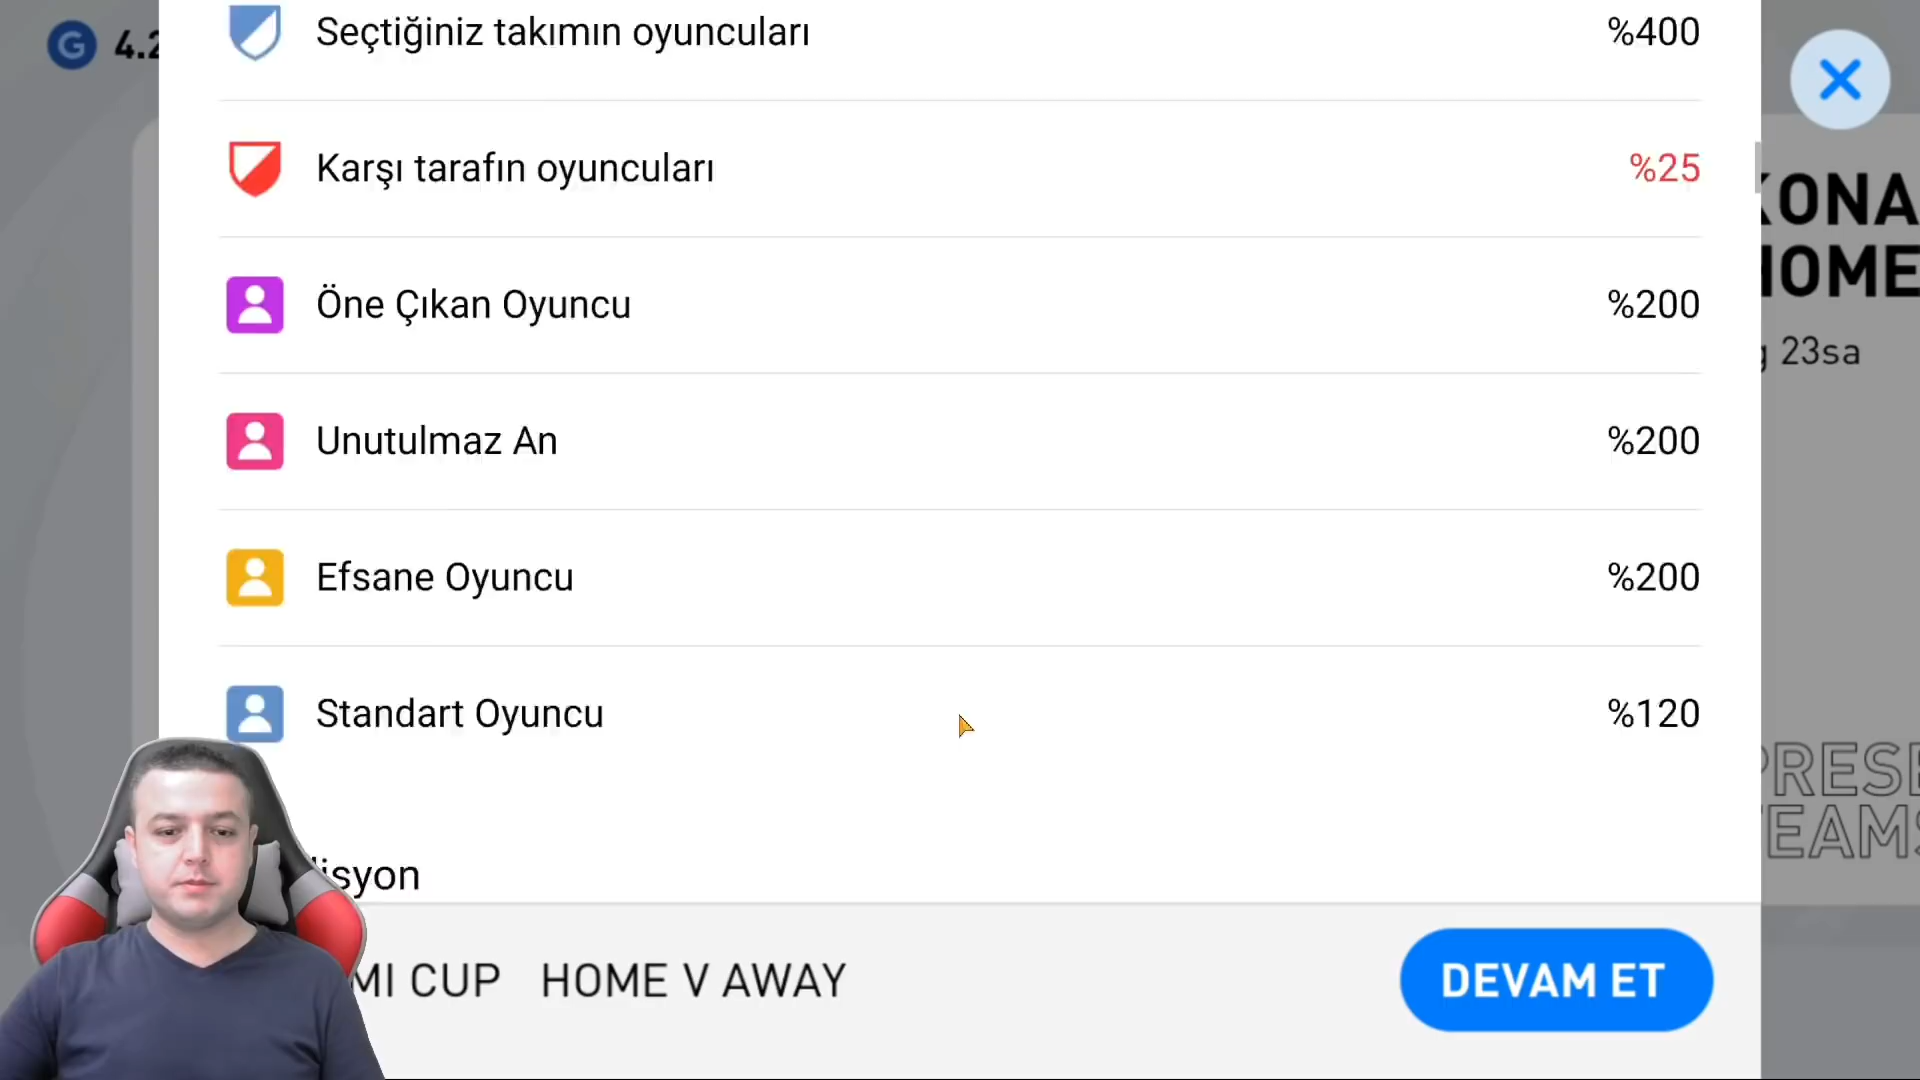 G 4.2
Seçtiğiniz takımın oyuncuları %400
Karşı tarafın oyuncuları %25
Öne Çıkan Oyuncu %200
Unutulmaz An %200
Efsane Oyuncu %200
Standart Oyuncu %120
23sa
MI CUP HOME V AWAY
DEVAM ET